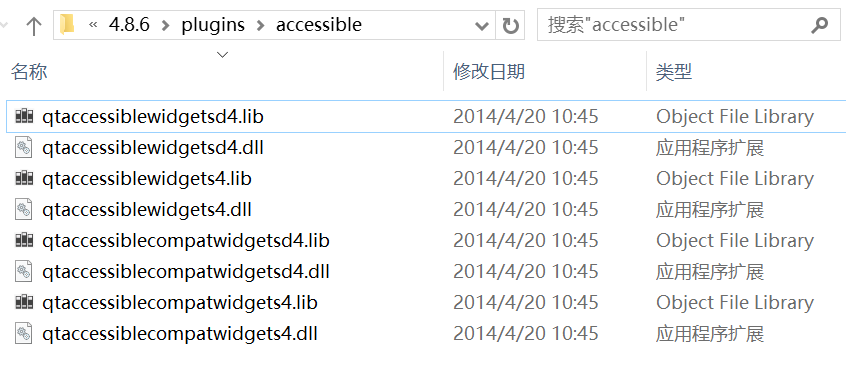 « 4.8.6 > plugins > accessible 搜索"accessible"
名称 修改日期 类型
qtaccessiblewidgetsd4.lib 2014/4/20 10:45 Object File Library
qtaccessiblewidgetsd4.dll 2014/4/20 10:45 应用程序扩展
qtaccessiblewidgets4.lib 2014/4/20 10:45 Object File Library
qtaccessiblewidgets4.dll 2014/4/20 10:45 应用程序扩展
qtaccessiblecompatwidgetsd4.lib 2014/4/20 10:45 Object File Library
qtaccessiblecompatwidgetsd4.dll 2014/4/20 10:45 应用程序扩展
qtaccessiblecompatwidgets4.lib 2014/4/20 10:45 Object File Library
qtaccessiblecompatwidgets4.dll 2014/4/20 10:45 应用程序扩展